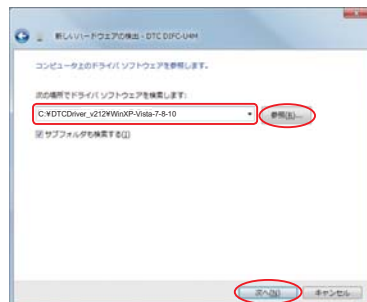 新しいハードウェアの検出 - DTC DIFC-U4M
コンピュータ上のドライバ ソフトウェアを参照します。
次の場所でドライバ ソフトウェアを検索します:
C:¥DTCDriver_v212¥WinXP-Vista-7-8-10
参照(R)...
サブフォルダも検索する(I)
次へ(N)
キャンセル